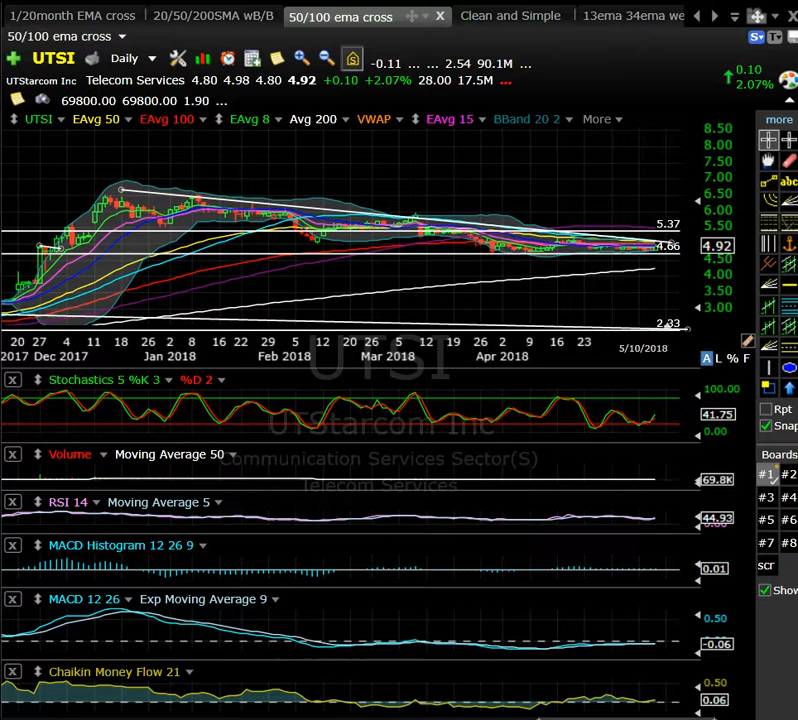 1/20month EMA cross 20/50/200SMA wB/B 50/100 ema cross X Clean and Simple 13ema 34ema we
50/100 ema cross
UTSI Daily -0.11 ... ... 2.54 90.1M ...
UTStarcom Inc Telecom Services 4.80 4.98 4.80 4.92 +0.10 +2.07% 28.00 17.5M ...
0.10
2.07%
69800.00 69800.00 1.90 ...
UTSI EAvg 50 EAvg 100 EAvg 8 Avg 200 VWAP EAvg 15 BBand 20 2 More
more
8.50
8.00
7.50
7.00
6.50
6.00
5.50
5.37
4.92
4.66
4.50
4.00
3.50
3.00
2.33
abc
20 27 4 11 18 26 2 8 16 22 29 5 12 20 26 5 12 19 26 2 9 16 23
5/10/2018
2017 Dec 2017 Jan 2018 Feb 2018 Mar 2018 Apr 2018
A L % F
UTSI
UTStarcom Inc
Communication Services Sector(S)
Telecom Services
X Stochastics 5 %K 3 %D 2
100.00
41.75
0.00
X Volume Moving Average 50
69.8K
X RSI 14 Moving Average 5
44.93
X MACD Histogram 12 26 9
0.01
X MACD 12 26 Exp Moving Average 9
0.50
-0.06
X Chaikin Money Flow 21
0.50
0.06
Rpt
Snap
Boards
#1 #2
#3 #4
#5 #6
#7 #8
scr
Show